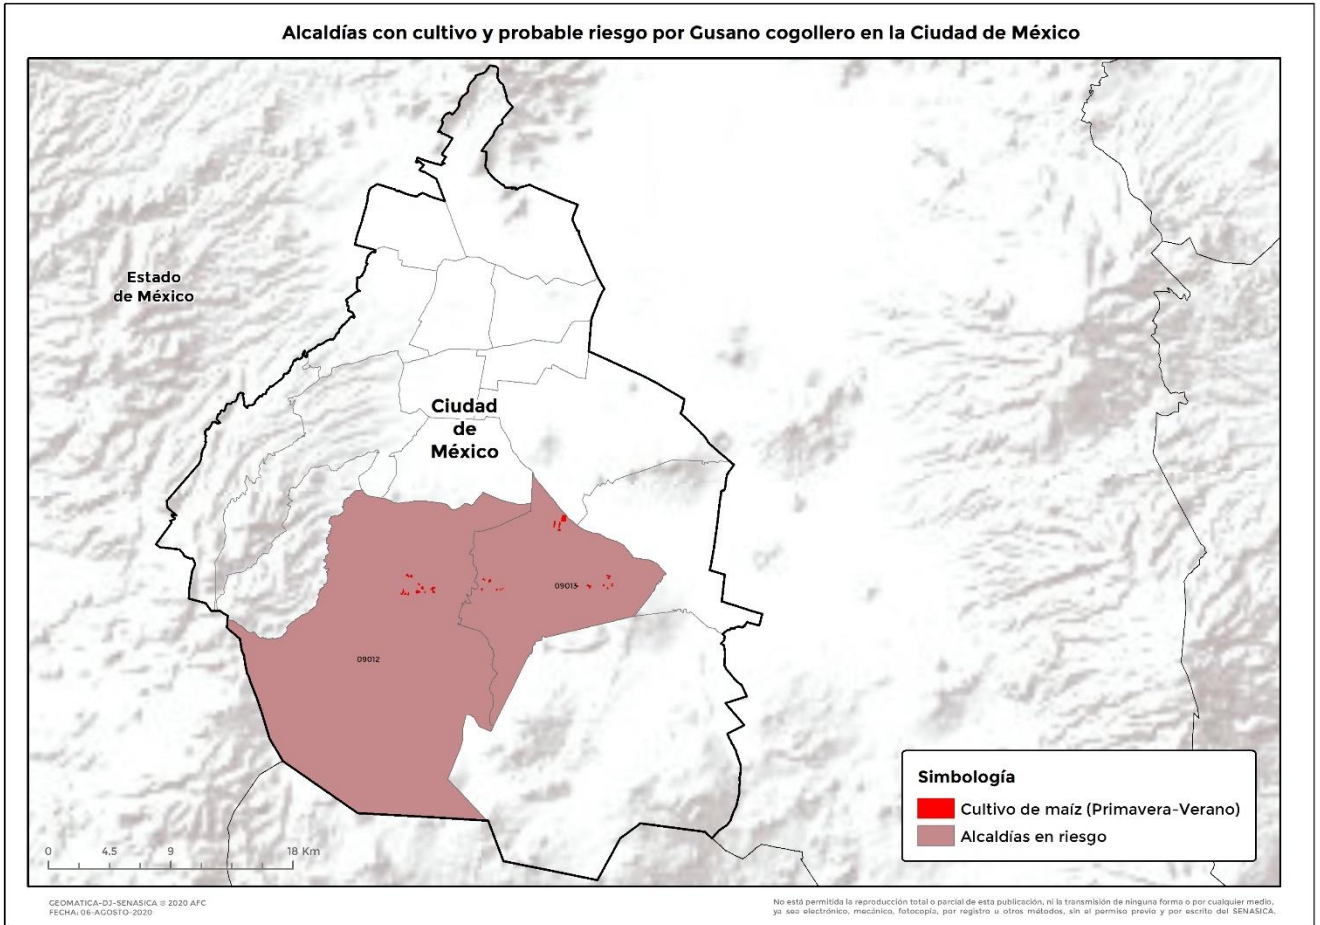 Alcaldías con cultivo y probable riesgo por Gusano cogollero en la Ciudad de México
Estado
de México
Ciudad
de
México
09013
09012
Simbología
Cultivo de maíz (Primavera-Verano)
Alcaldías en riesgo
0 4.5 9 18 Km
GEOMATICA-DJ-SENASICA © 2020 AFC
FECHA: 06-AGOSTO-2020
No está permitida la reproducción total o parcial de esta publicación, ni la transmisión de ninguna forma o por cualquier medio,
ya sea electrónico, mecánico, fotocopia, por registro u otros métodos, sin el permiso previo y por escrito del SENASICA.